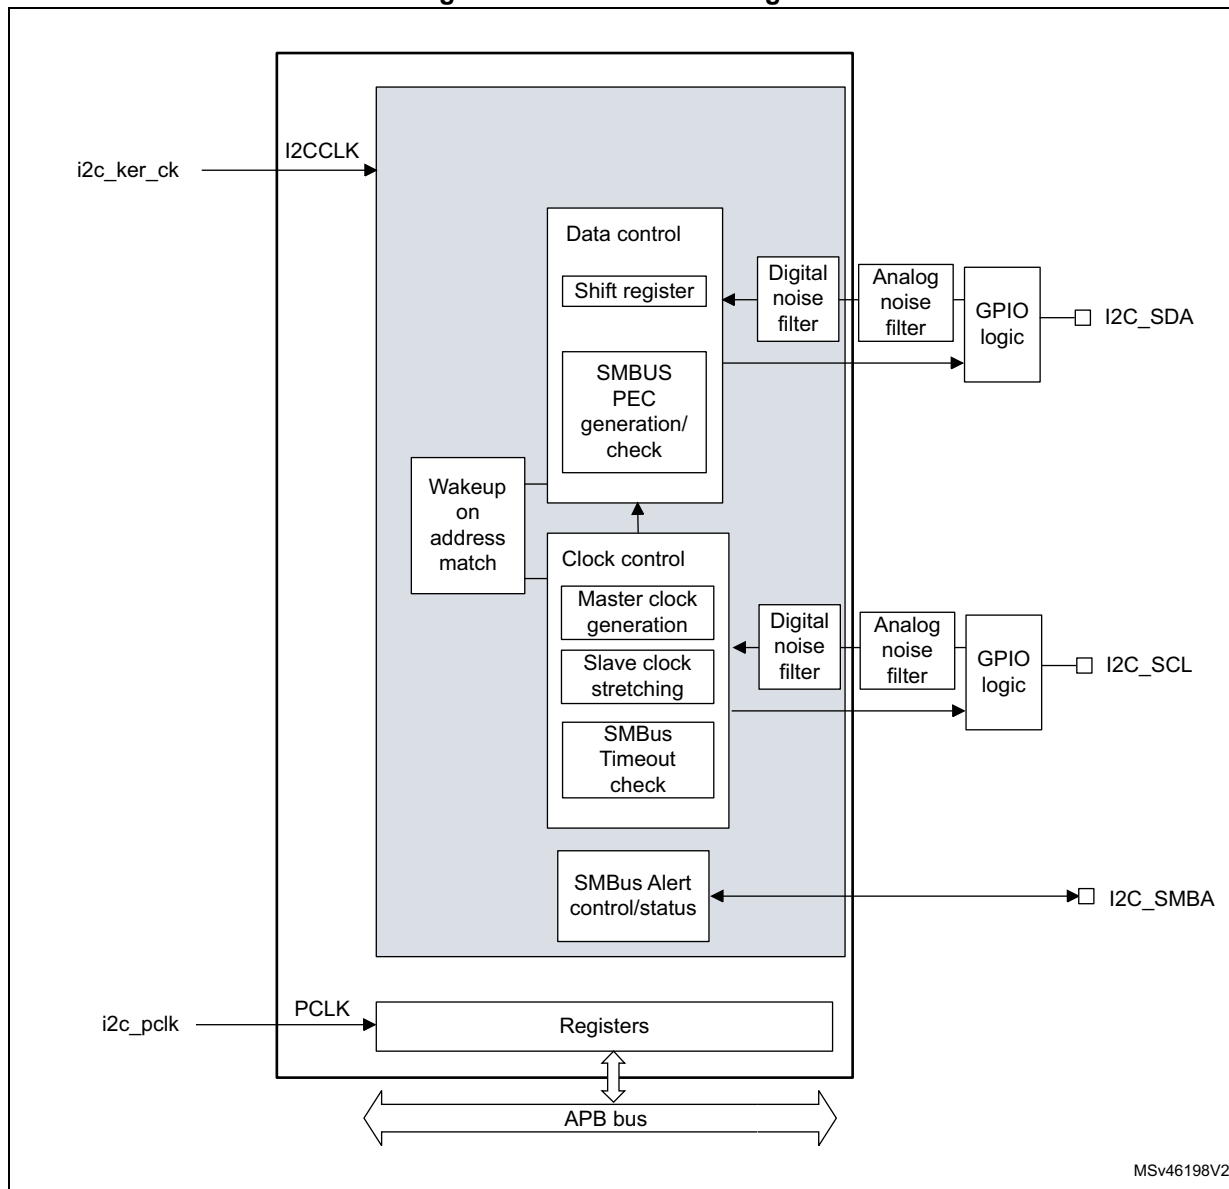 I2CCLK
i2c_ker_ck
Data control
Shift register
SMBUS
PEC
generation/
check
Digital
noise
filter
Analog
noise
filter
GPIO
logic
I2C_SDA
Wakeup
on
address
match
Clock control
Master clock
generation
Slave clock
stretching
SMBus
Timeout
check
Digital
noise
filter
Analog
noise
filter
GPIO
logic
I2C_SCL
SMBus Alert
control/status
I2C_SMBA
PCLK
i2c_pclk
Registers
APB bus
MSv46198V2